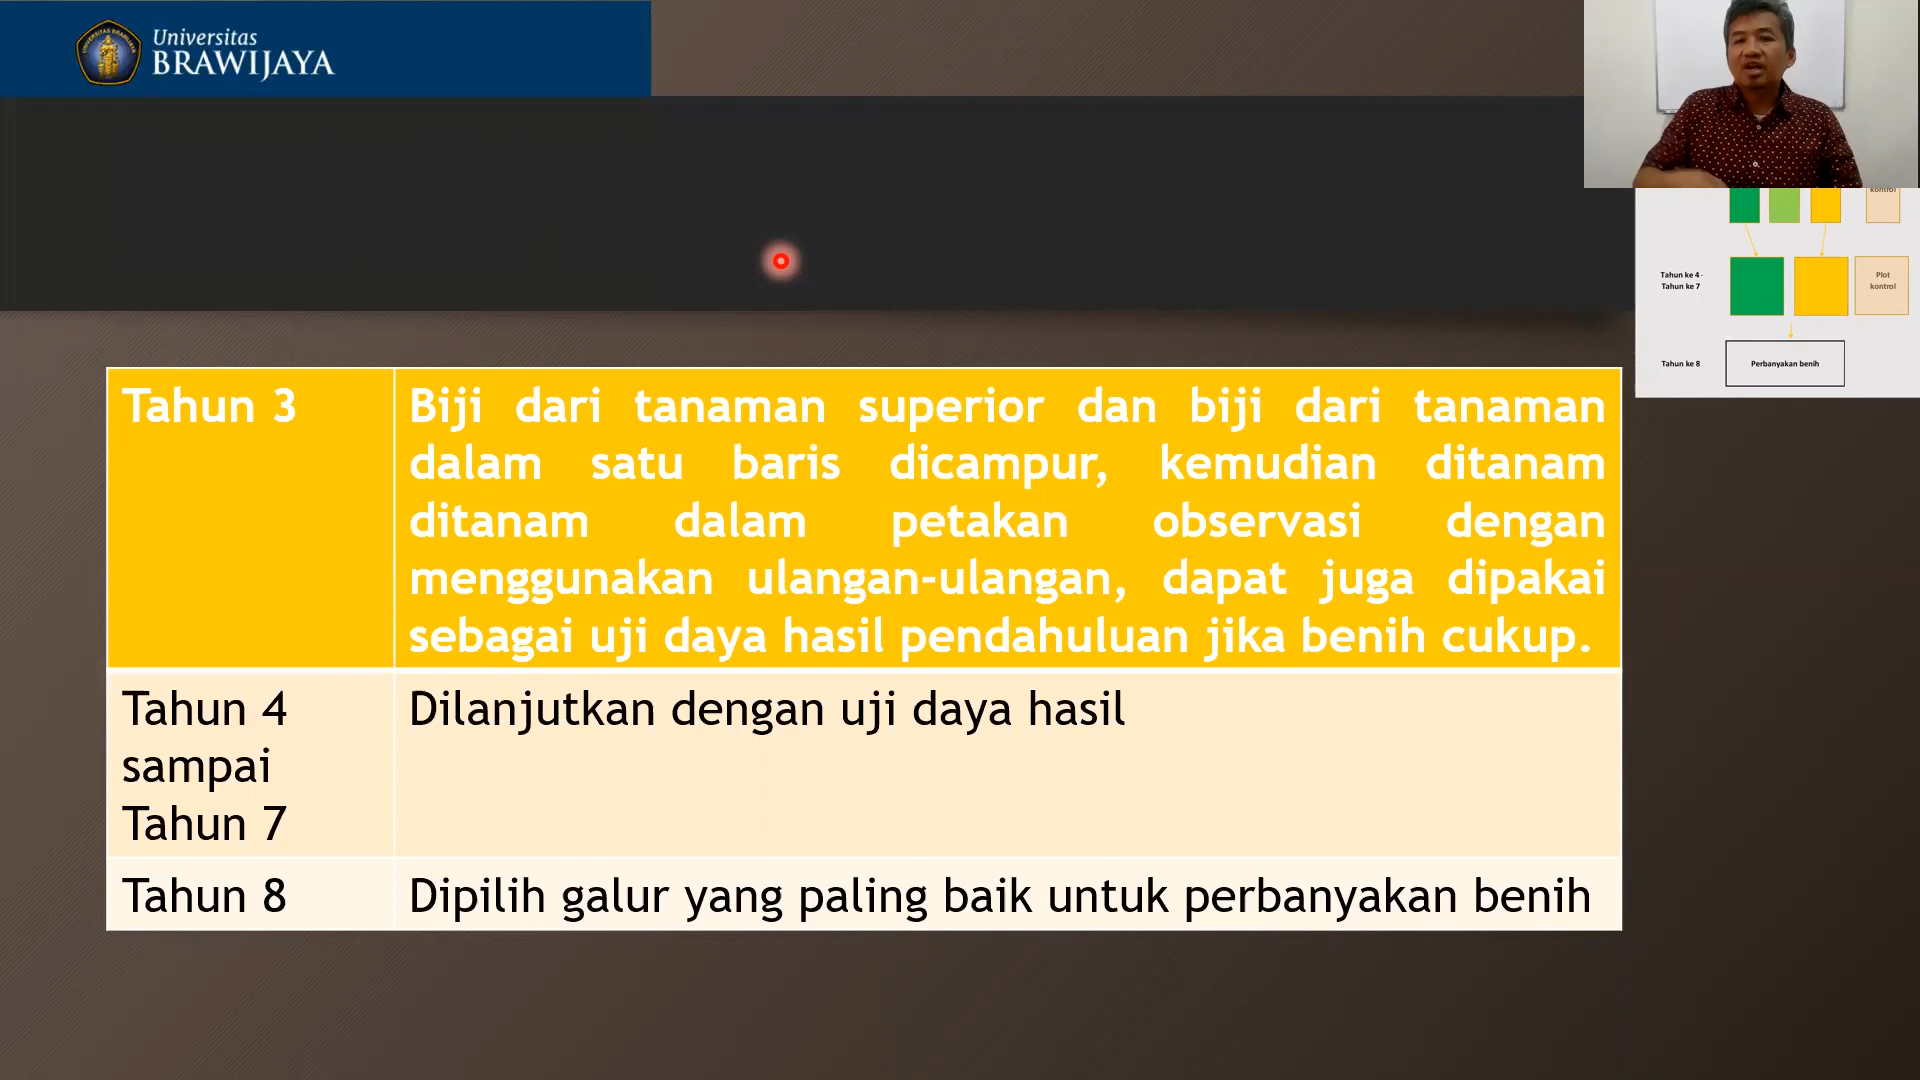 Universitas
BRAWIJAYA
kontrol
Tahun ke 4 -
Tahun ke 7
Plot
kontrol
Tahun ke 8
Perbanyakan benih
Tahun 3
Biji dari tanaman superior dan biji dari tanaman
dalam satu baris dicampur, kemudian ditanam
ditanam dalam petakan observasi dengan
menggunakan ulangan-ulangan, dapat juga dipakai
sebagai uji daya hasil pendahuluan jika benih cukup.
Tahun 4
sampai
Tahun 7
Dilanjutkan dengan uji daya hasil
Tahun 8
Dipilih galur yang paling baik untuk perbanyakan benih